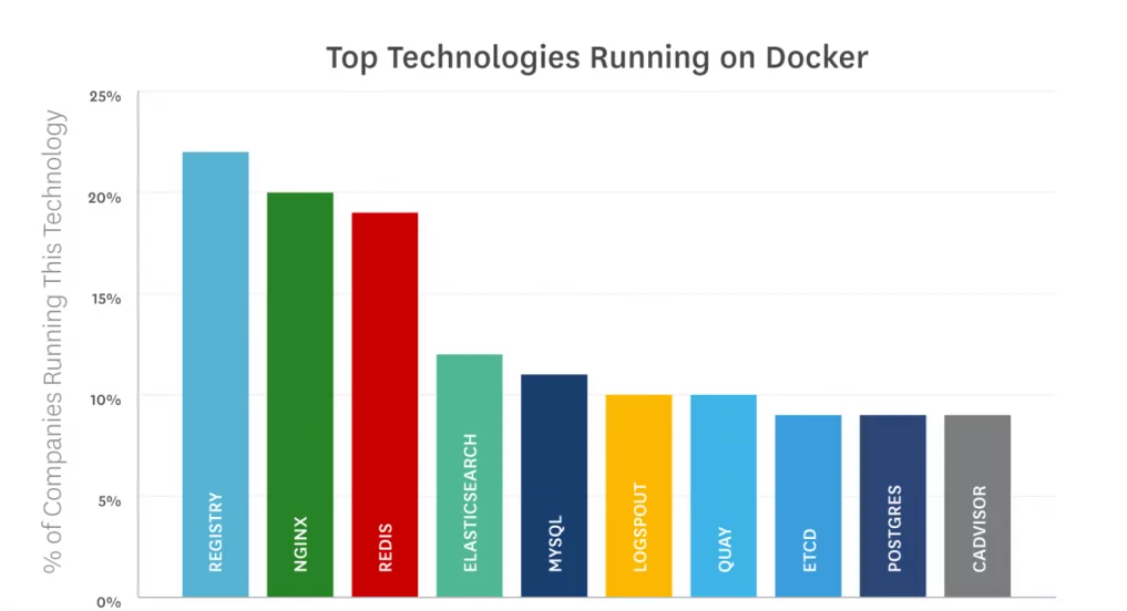 Top Technologies Running on Docker
% of Companies Running This Technology
25%
20%
15%
10%
5%
0%
REGISTRY
NGINX
REDIS
ELASTICSEARCH
MYSQL
LOGSPOUT
QUAY
ETCD
POSTGRES
CADVISOR